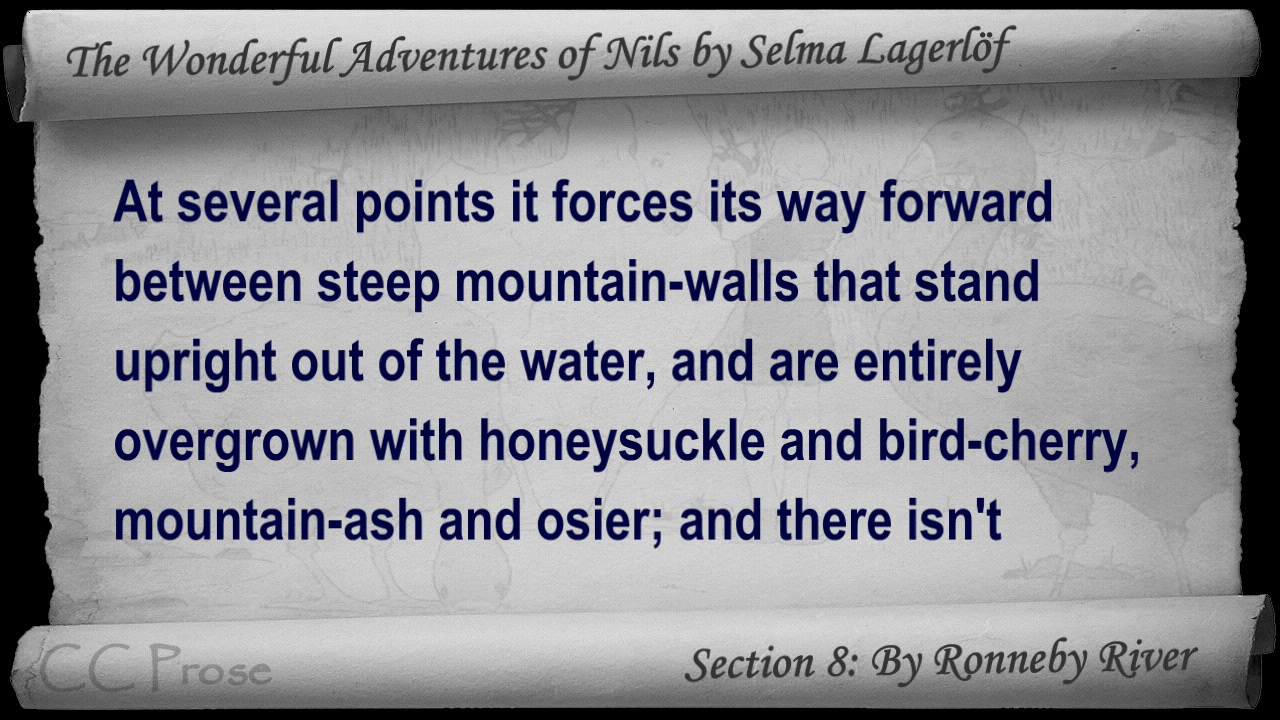 The Wonderful Adventures of Nils by Selma Lagerlöf
At several points it forces its way forward
between steep mountain-walls that stand
upright out of the water, and are entirely
overgrown with honeysuckle and bird-cherry,
mountain-ash and osier; and there isn't
CC Prose
Section 8: By Ronneby River